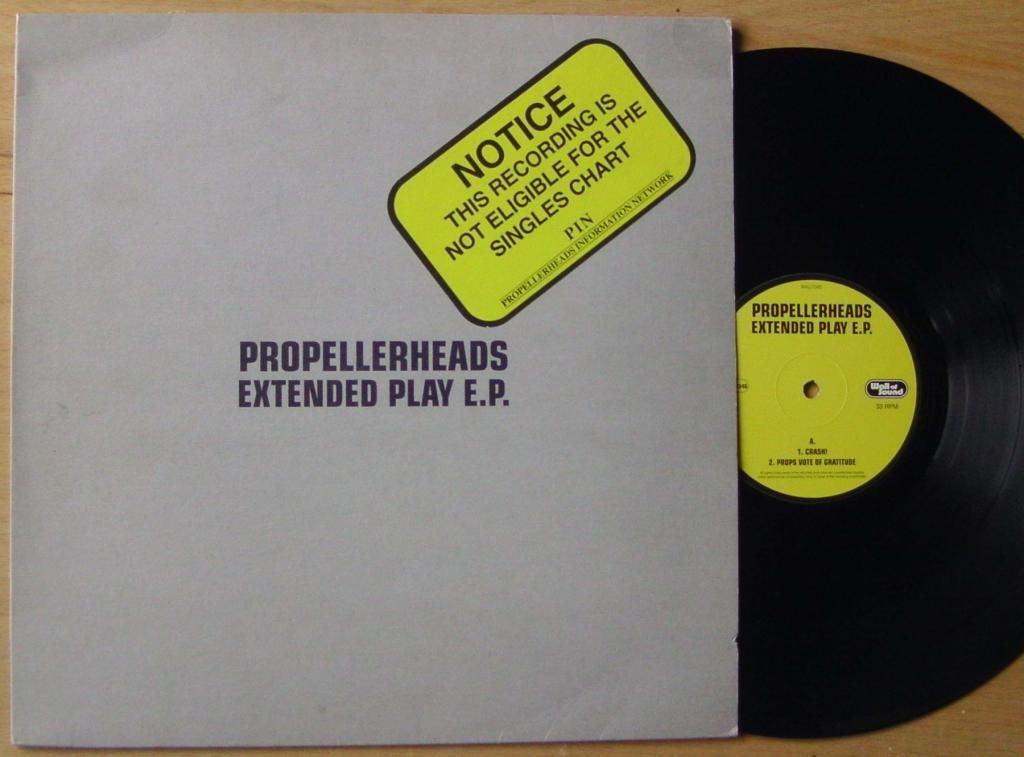 NOTICE
THIS RECORDING IS
NOT ELIGIBLE FOR THE
SINGLES CHART
PIN
PROPELLERHEADS INFORMATION NETWORK
PROPELLERHEADS
EXTENDED PLAY E.P.
PROPELLERHEADS
EXTENDED PLAY E.P.
Wall of
Sound
33 RPM
A.
1. CRASH!
2. PROPS VOTE OF GRATITUDE